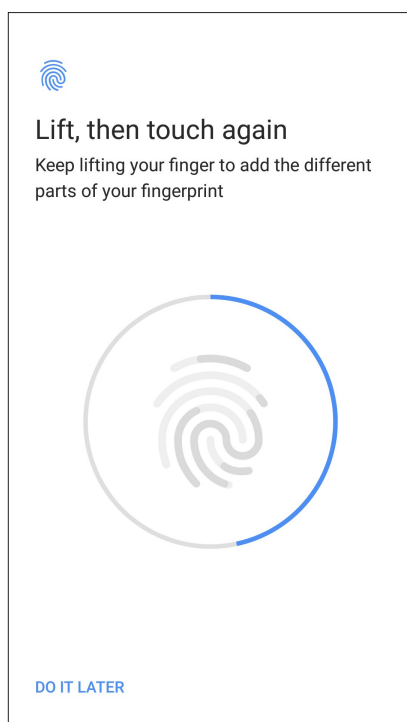 Lift, then touch again
Keep lifting your finger to add the different
parts of your fingerprint
DO IT LATER